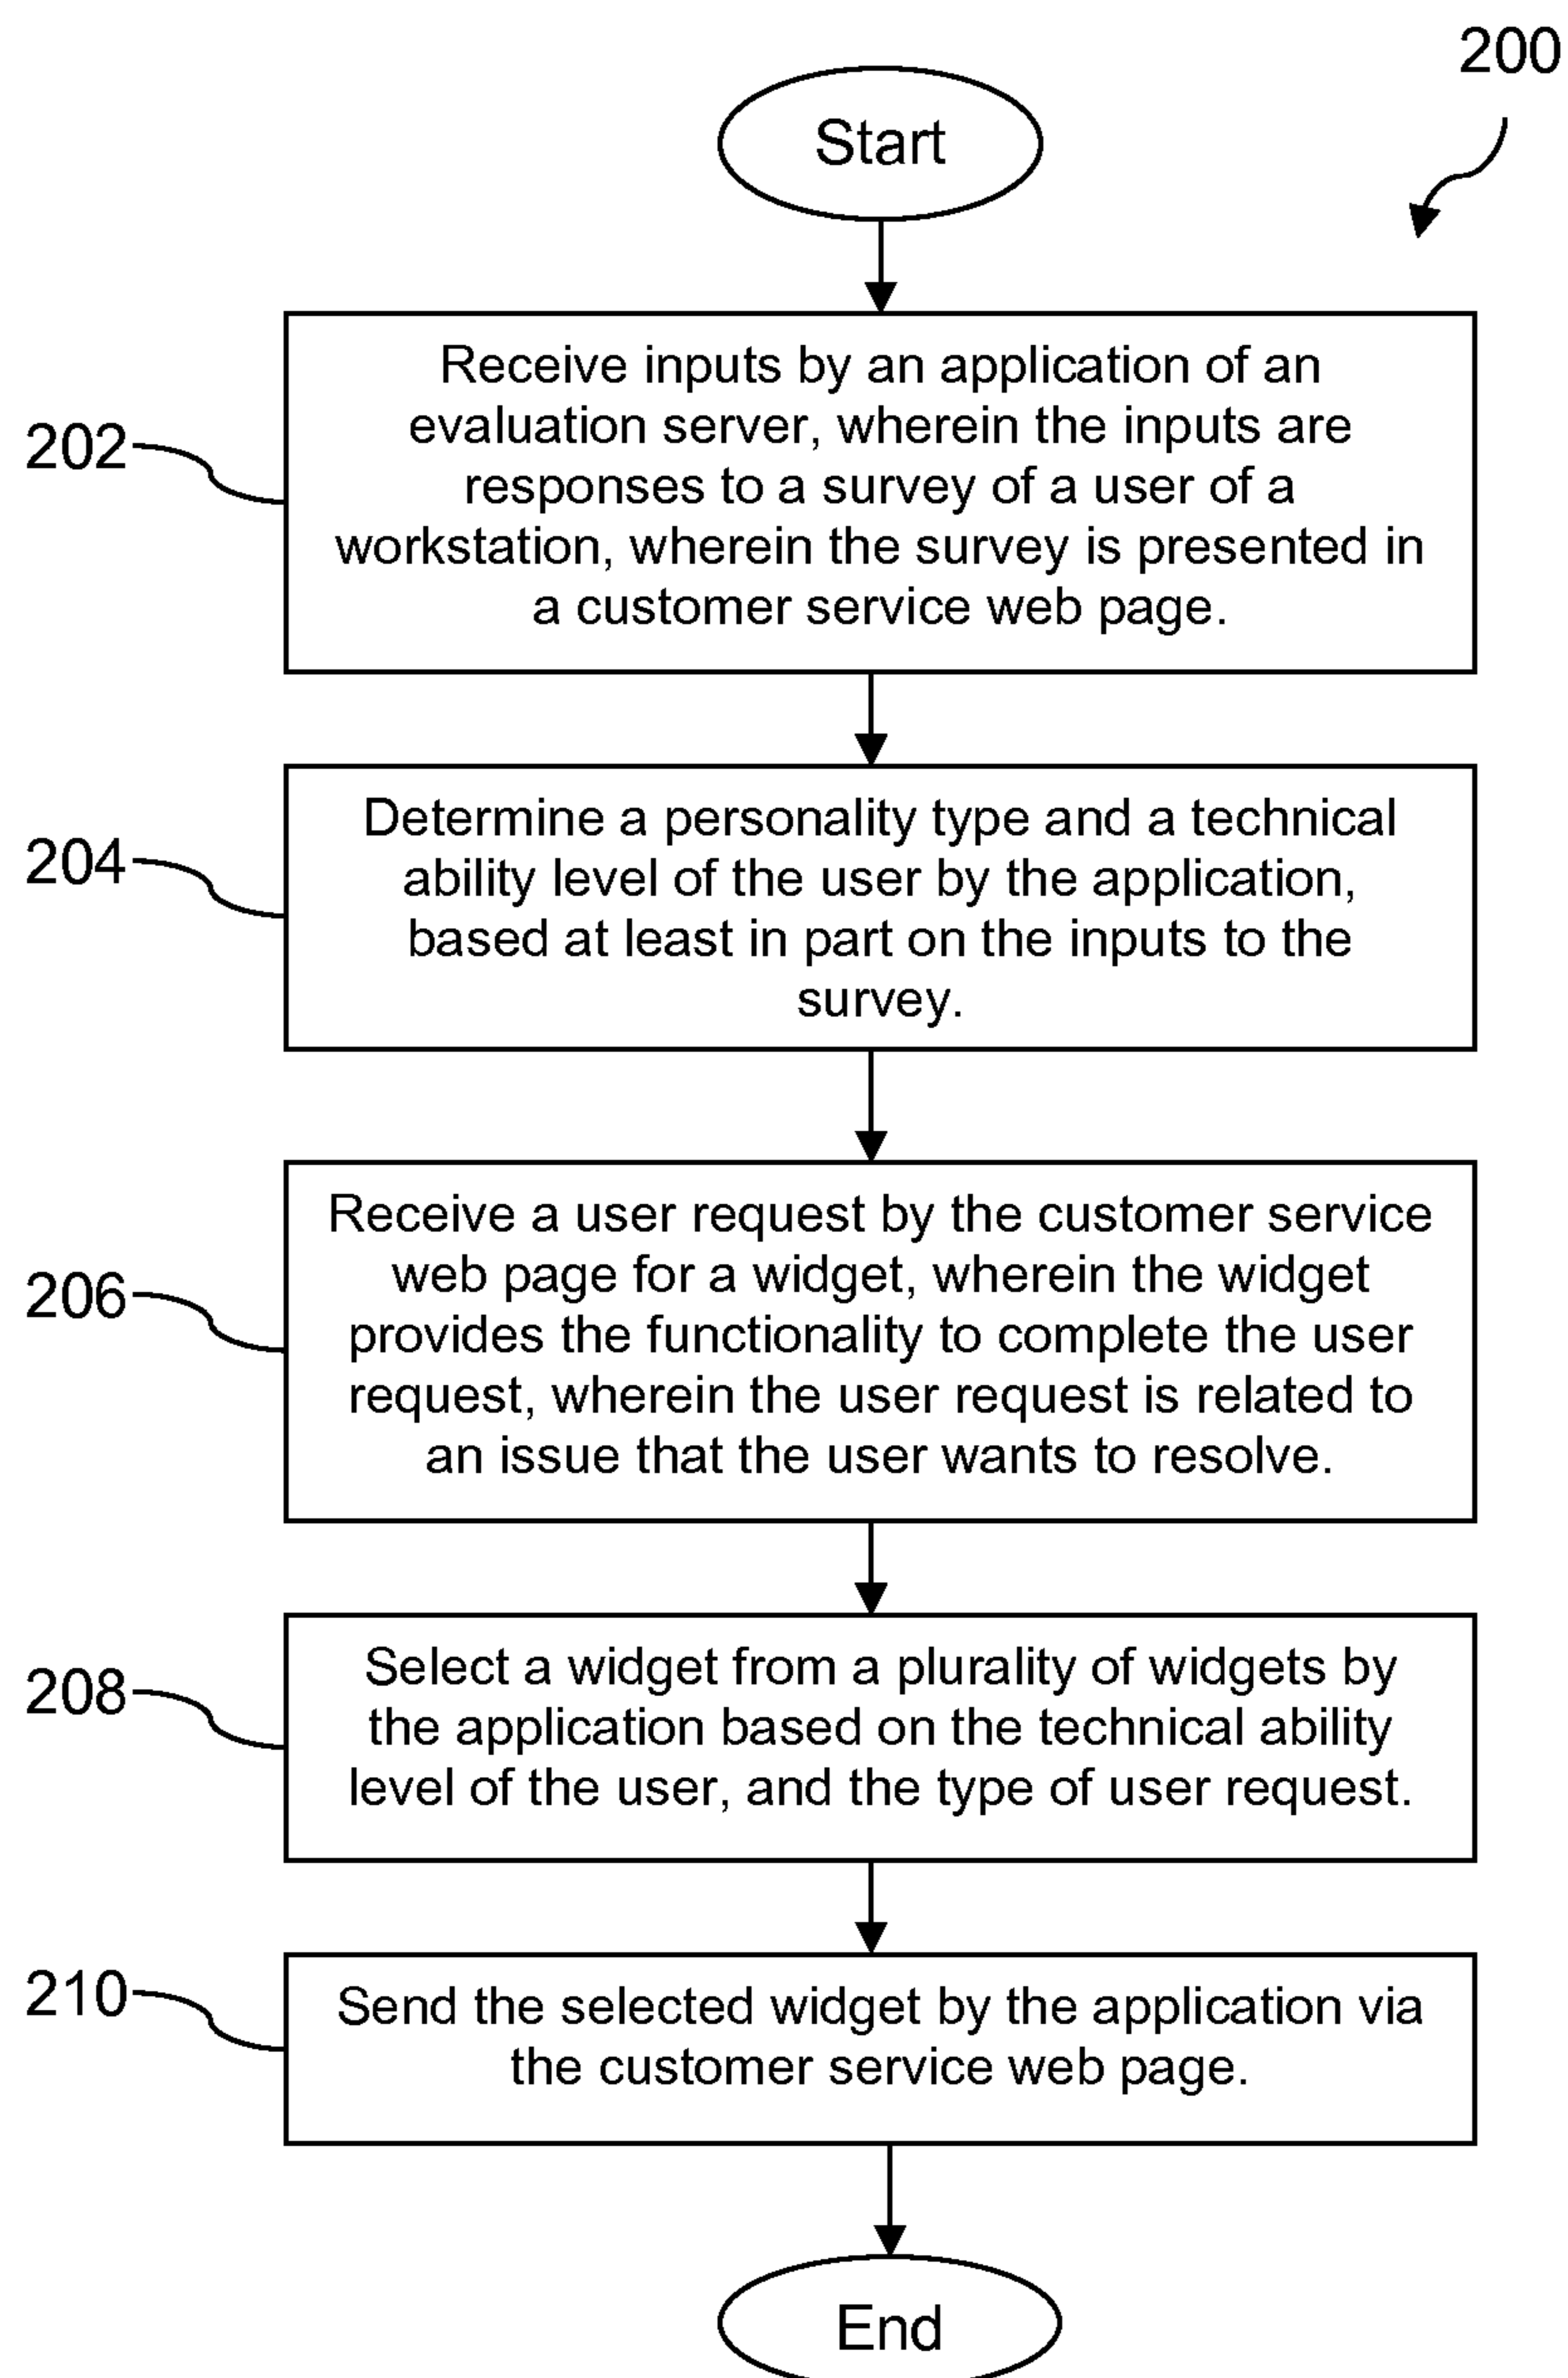 200
Start
202
Receive inputs by an application of an
evaluation server, wherein the inputs are
responses to a survey of a user of a
workstation, wherein the survey is presented in
a customer service web page.
204
Determine a personality type and a technical
ability level of the user by the application,
based at least in part on the inputs to the
survey.
206
Receive a user request by the customer service
web page for a widget, wherein the widget
provides the functionality to complete the user
request, wherein the user request is related to
an issue that the user wants to resolve.
208
Select a widget from a plurality of widgets by
the application based on the technical ability
level of the user, and the type of user request.
210
Send the selected widget by the application via
the customer service web page.
End